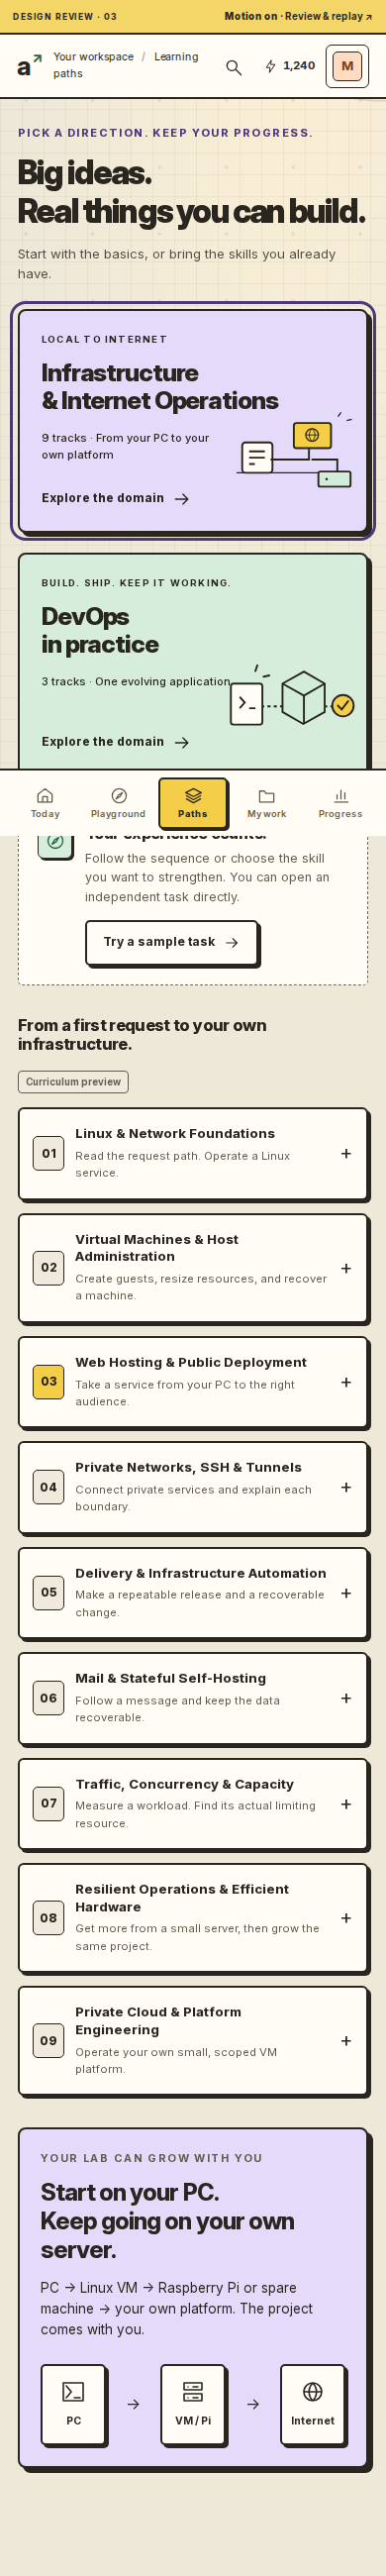 DESIGN REVIEW · 03
Motion on · Review & replay ↗
a↗
Your workspace / Learning
paths
1,240
M
PICK A DIRECTION. KEEP YOUR PROGRESS.
Big ideas.
Real things you can build.
Start with the basics, or bring the skills you already
have.
LOCAL TO INTERNET
Infrastructure
& Internet Operations
9 tracks · From your PC to your
own platform
Explore the domain →
BUILD. SHIP. KEEP IT WORKING.
DevOps
in practice
3 tracks · One evolving application
Explore the domain →
Today
Playground
Paths
My work
Progress
Your experience counts.
Follow the sequence or choose the skill
you want to strengthen. You can open an
independent task directly.
Try a sample task →
From a first request to your own
infrastructure.
Curriculum preview
01
Linux & Network Foundations
Read the request path. Operate a Linux
service.
+
02
Virtual Machines & Host
Administration
Create guests, resize resources, and recover
a machine.
+
03
Web Hosting & Public Deployment
Take a service from your PC to the right
audience.
+
04
Private Networks, SSH & Tunnels
Connect private services and explain each
boundary.
+
05
Delivery & Infrastructure Automation
Make a repeatable release and a recoverable
change.
+
06
Mail & Stateful Self-Hosting
Follow a message and keep the data
recoverable.
+
07
Traffic, Concurrency & Capacity
Measure a workload. Find its actual limiting
resource.
+
08
Resilient Operations & Efficient
Hardware
Get more from a small server, then grow the
same project.
+
09
Private Cloud & Platform
Engineering
Operate your own small, scoped VM
platform.
+
YOUR LAB CAN GROW WITH YOU
Start on your PC.
Keep going on your own
server.
PC → Linux VM → Raspberry Pi or spare
machine → your own platform. The project
comes with you.
PC
→
VM / Pi
→
Internet